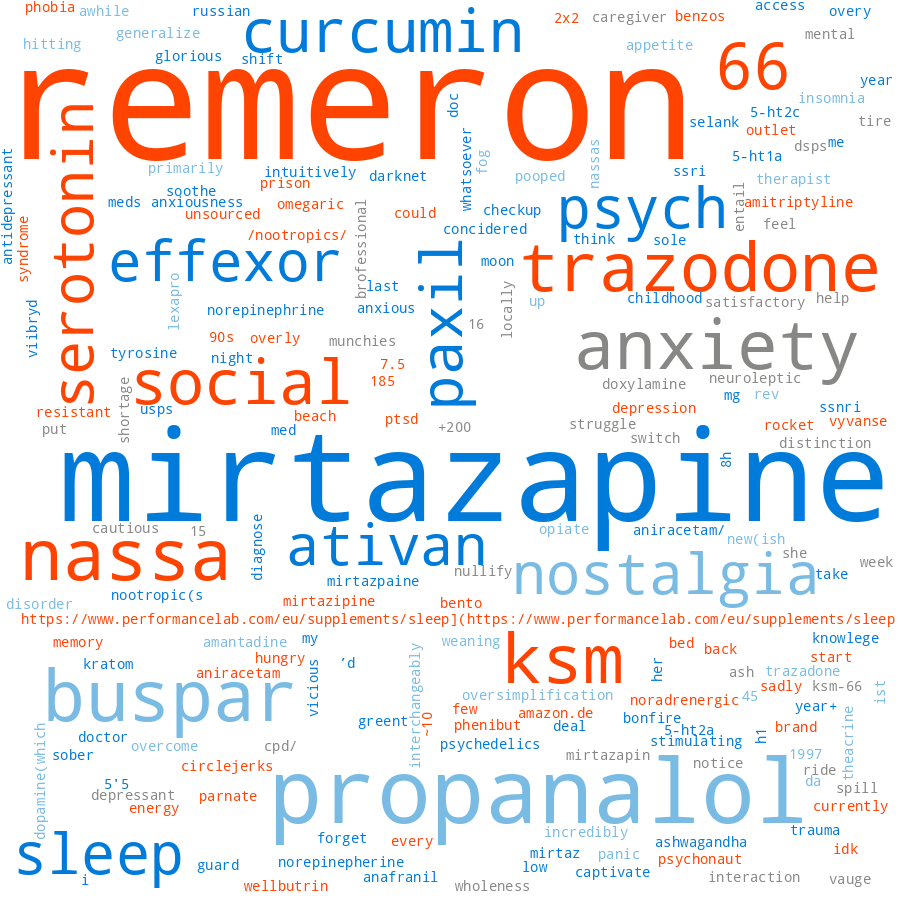 phobia
awhile
russian
curcumin
2x2
caregiver
benzos
access
overy
hitting
generalize
glorious
shift
appetite
66
mental
remeron
year
insomnia
doc
selank
5-ht2c
outlet
tire
serotonin
antidepressant
whatsoever
fog
nassas
dsps
me
5-ht1a
primarily
intuitively
darknet
pooped
ssri
therapist
soothe
prison
meds
anxiousness
omegaric
unsourced
could
checkup
psych
entail
amitriptyline
syndrome
/nootropics/
brofessional
concidered
think
sole
feel
effexor
paxil
moon
trazodone
lexapro
last
locally
up
childhood
satisfactory
help
viibryd
norepinephrine
anxious
16
90s
overly
munchies
anxiety
tyrosine
night
7.5
social
185
doxylamine
neuroleptic
shortage
mg
rev
resistant
usps
beach
ptsd
depression
ssnri
put
med
+200
struggle
rocket
vyvanse
switch
distinction
mirtazapine
8h
cautious
15
diagnose
ativan
opiate
aniracetam/
new(ish
nassa
nullify
she
week
mirtazpaine
nostalgia
take
nootropic(s
disorder
mirtazipine
bento
https://www.performancelab.com/eu/supplements/sleep](https://www.performancelab.com/eu/supplements/sleep
memory
amantadine
my
weaning
ksm
bed
back
knowlege
start
hungry
’d
kratom
aniracetam
vicious
interchangeably
her
ash
trazadone
buspar
oversimplification
sadly
ksm-66
ist
noradrenergic
45
few
amazon.de
year+
greent
~10
phenibut
deal
bonfire
5-ht2a
brand
doctor
psychedelics
stimulating
h1
theacrine
sober
overcome
cpd/
mirtazapin
notice
1997
dopamine(which
circlejerks
propanalol
ride
da
5'5
depressant
parnate
spill
energy
currently
forget
every
incredibly
trauma
sleep
ashwagandha
idk
guard
norepinepherine
mirtaz
panic
psychonaut
low
i
anafranil
captivate
interaction
vauge
wellbutrin
wholeness